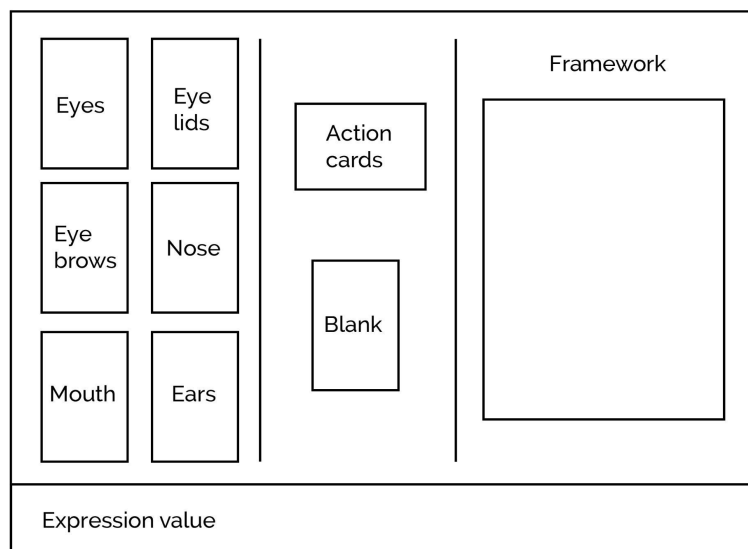 Eyes
Eye
lids
Eye
brows
Nose
Mouth
Ears
Action
cards
Blank
Framework
Expression value